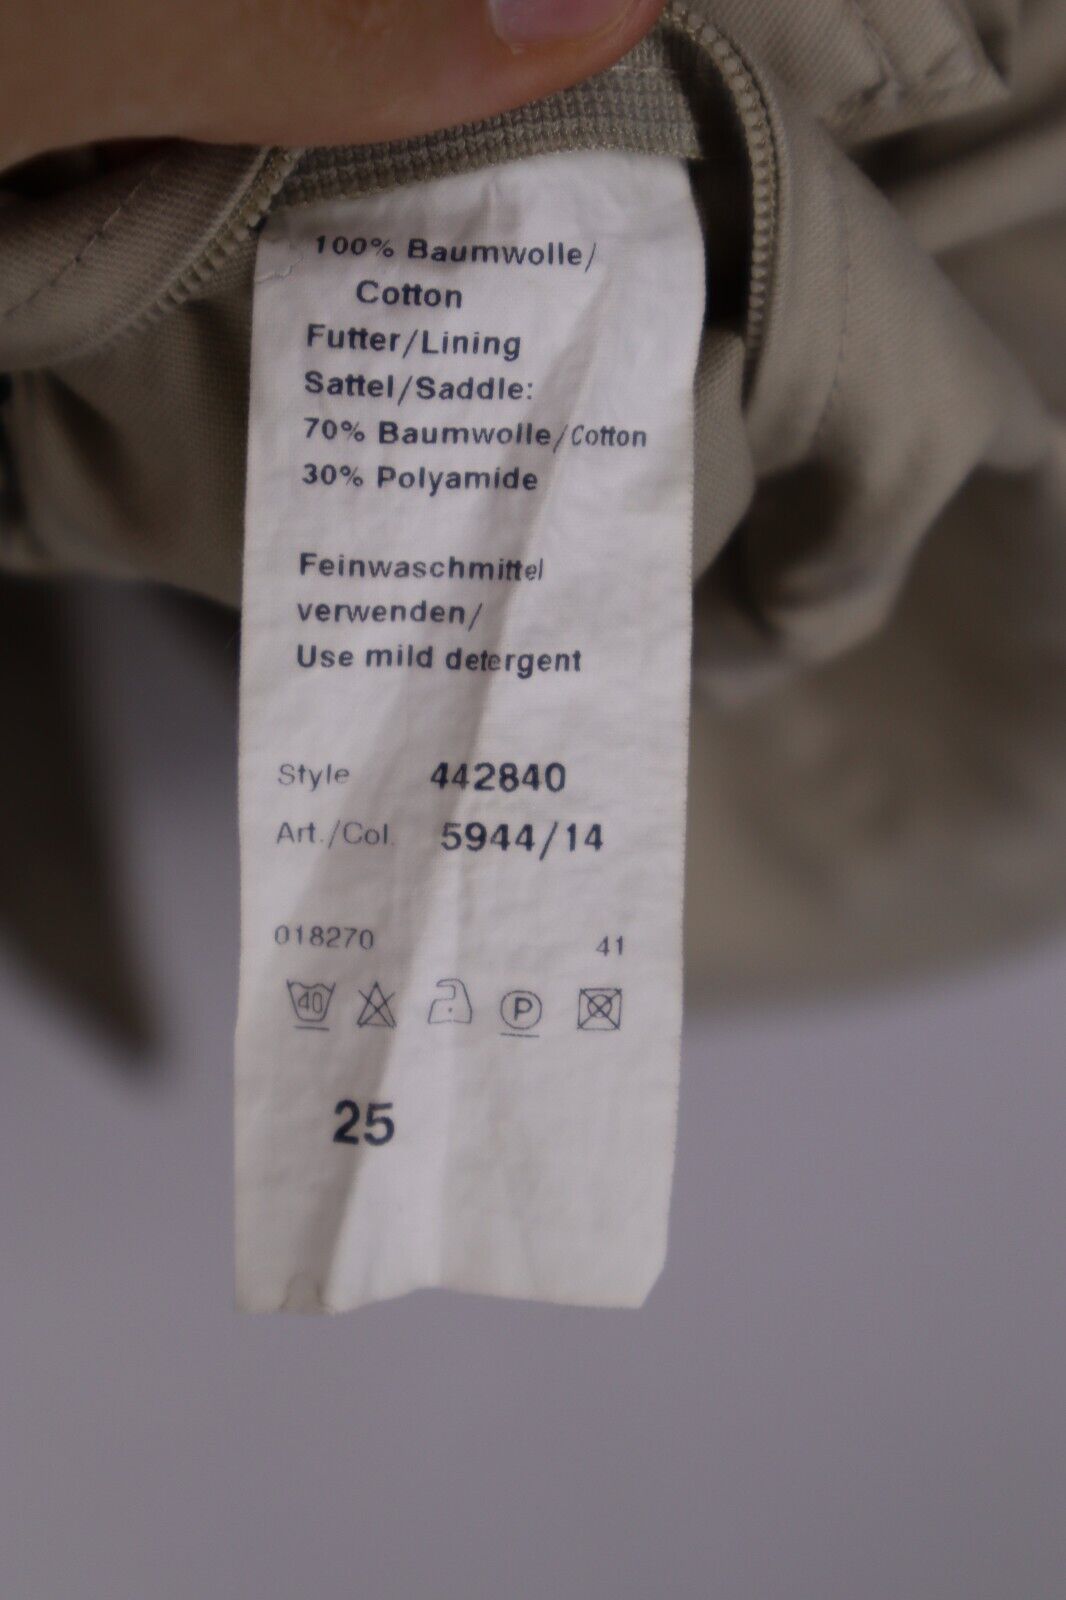 100% Baumwolle/
Cotton
Futter/Lining
Sattel/Saddle:
70% Baumwolle/Cotton
30% Polyamide
Feinwaschmittel
verwenden/
Use mild detergent
Style 442840
Art./Col. 5944/14
018270 41
40 P
25